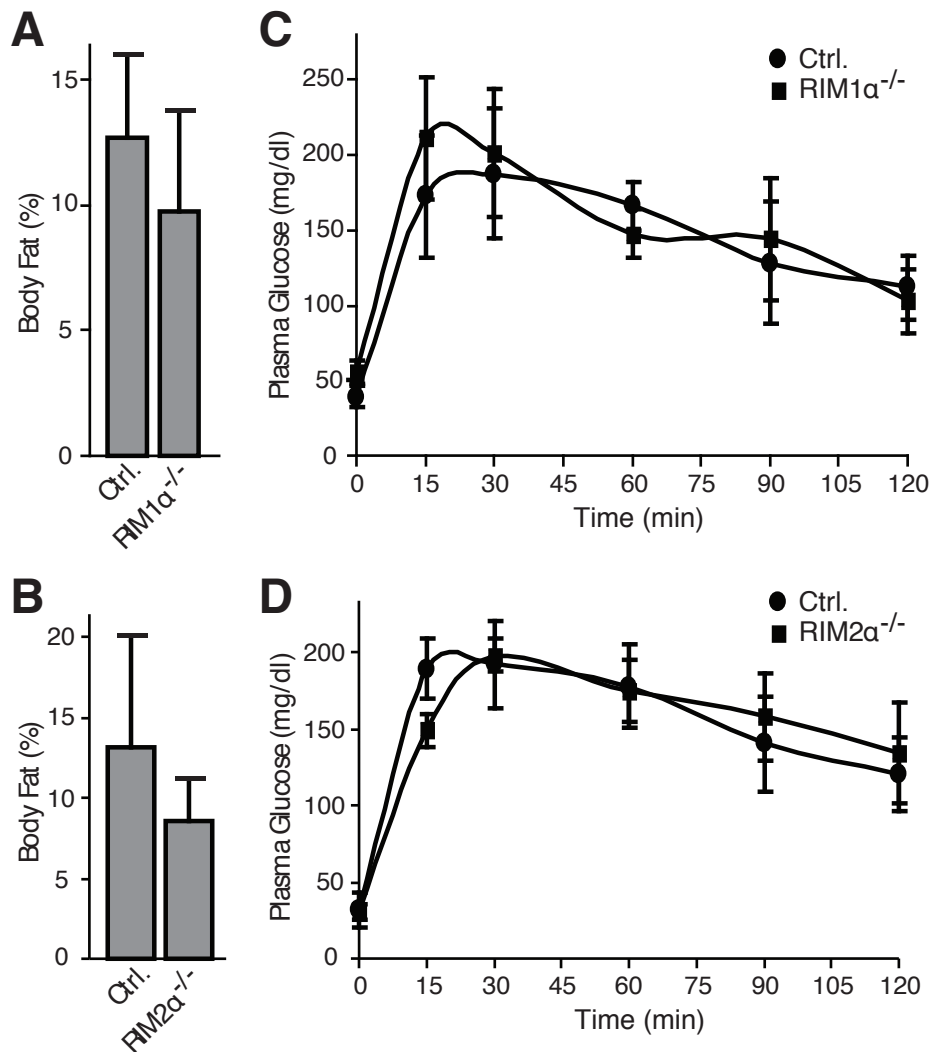 A
Body Fat (%)
15
10
5
0
Ctrl.
RIM1α-/-
C
Plasma Glucose (mg/dl)
250
200
150
100
50
0
Ctrl.
RIM1α-/-
0 15 30 45 60 75 90 105 120
Time (min)
B
Body Fat (%)
20
15
10
5
0
Ctrl.
RIM2α-/-
D
Plasma Glucose (mg/dl)
200
150
100
50
0
Ctrl.
RIM2α-/-
0 15 30 45 60 75 90 105 120
Time (min)